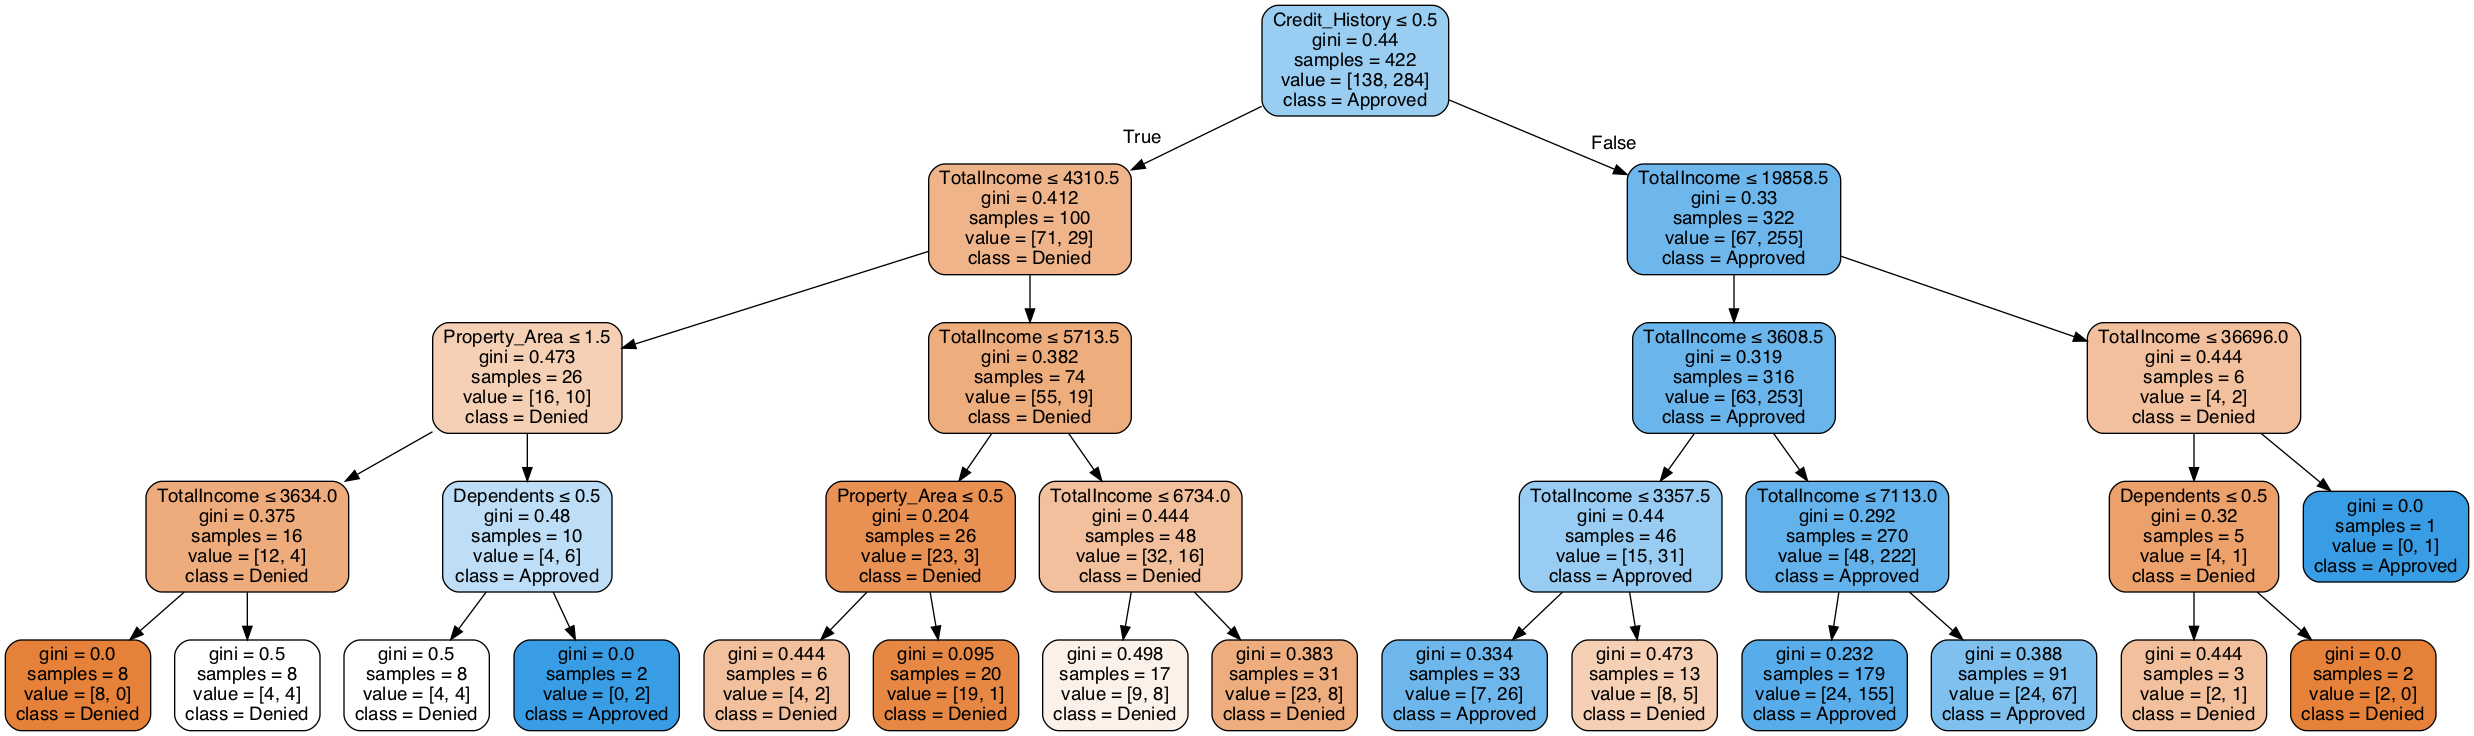 Credit_History ≤ 0.5
gini = 0.44
samples = 422
value = [138, 284]
class = Approved
True
False
TotalIncome ≤ 4310.5
gini = 0.412
samples = 100
value = [71, 29]
class = Denied
TotalIncome ≤ 19858.5
gini = 0.33
samples = 322
value = [67, 255]
class = Approved
Property_Area ≤ 1.5
gini = 0.473
samples = 26
value = [16, 10]
class = Denied
TotalIncome ≤ 5713.5
gini = 0.382
samples = 74
value = [55, 19]
class = Denied
TotalIncome ≤ 3608.5
gini = 0.319
samples = 316
value = [63, 253]
class = Approved
TotalIncome ≤ 36696.0
gini = 0.444
samples = 6
value = [4, 2]
class = Denied
TotalIncome ≤ 3634.0
gini = 0.375
samples = 16
value = [12, 4]
class = Denied
Dependents ≤ 0.5
gini = 0.48
samples = 10
value = [4, 6]
class = Approved
Property_Area ≤ 0.5
gini = 0.204
samples = 26
value = [23, 3]
class = Denied
TotalIncome ≤ 6734.0
gini = 0.444
samples = 48
value = [32, 16]
class = Denied
TotalIncome ≤ 3357.5
gini = 0.44
samples = 46
value = [15, 31]
class = Approved
TotalIncome ≤ 7113.0
gini = 0.292
samples = 270
value = [48, 222]
class = Approved
Dependents ≤ 0.5
gini = 0.32
samples = 5
value = [4, 1]
class = Denied
gini = 0.0
samples = 1
value = [0, 1]
class = Approved
gini = 0.0
samples = 8
value = [8, 0]
class = Denied
gini = 0.5
samples = 8
value = [4, 4]
class = Denied
gini = 0.5
samples = 8
value = [4, 4]
class = Denied
gini = 0.0
samples = 2
value = [0, 2]
class = Approved
gini = 0.444
samples = 6
value = [4, 2]
class = Denied
gini = 0.095
samples = 20
value = [19, 1]
class = Denied
gini = 0.498
samples = 17
value = [9, 8]
class = Denied
gini = 0.383
samples = 31
value = [23, 8]
class = Denied
gini = 0.334
samples = 33
value = [7, 26]
class = Approved
gini = 0.473
samples = 13
value = [8, 5]
class = Denied
gini = 0.232
samples = 179
value = [24, 155]
class = Approved
gini = 0.388
samples = 91
value = [24, 67]
class = Approved
gini = 0.444
samples = 3
value = [2, 1]
class = Denied
gini = 0.0
samples = 2
value = [2, 0]
class = Denied